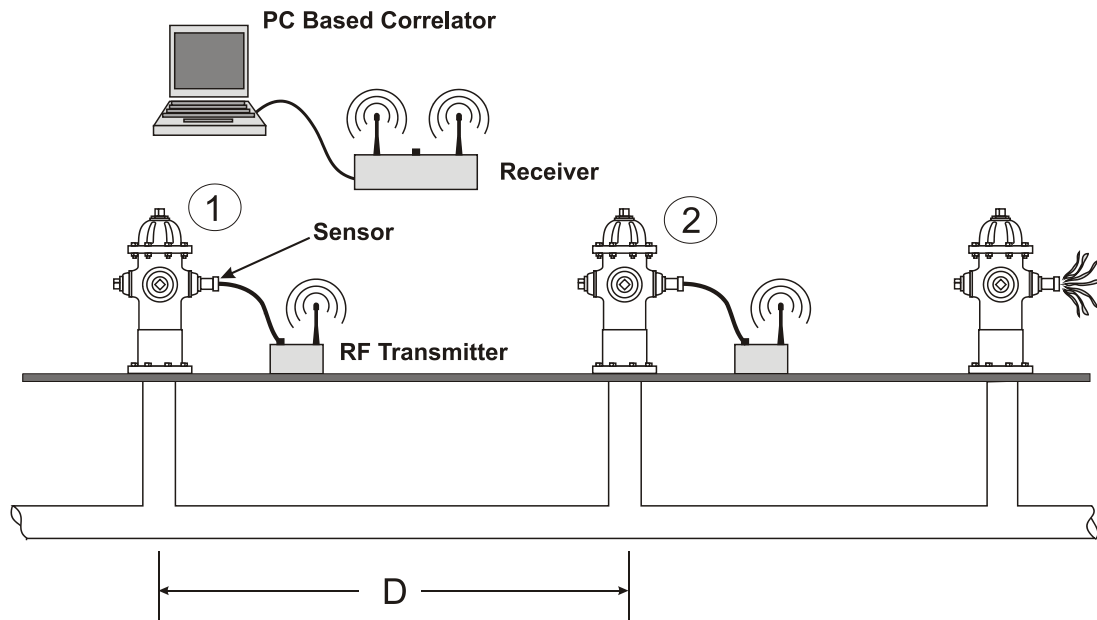 PC Based Correlator
Receiver
1
2
Sensor
RF Transmitter
D